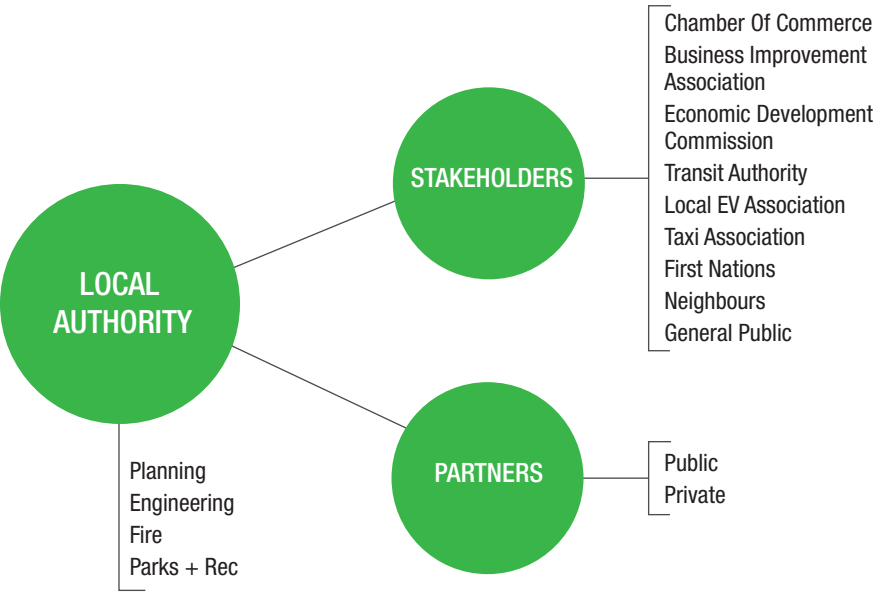 LOCAL
AUTHORITY
Planning
Engineering
Fire
Parks + Rec
STAKEHOLDERS
Chamber Of Commerce
Business Improvement
Association
Economic Development
Commission
Transit Authority
Local EV Association
Taxi Association
First Nations
Neighbours
General Public
PARTNERS
Public
Private